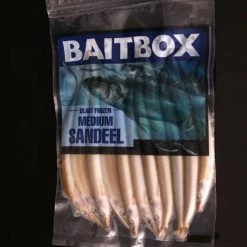 BAITBOX
BLAST FROZEN
MEDIUM
SANDEEL